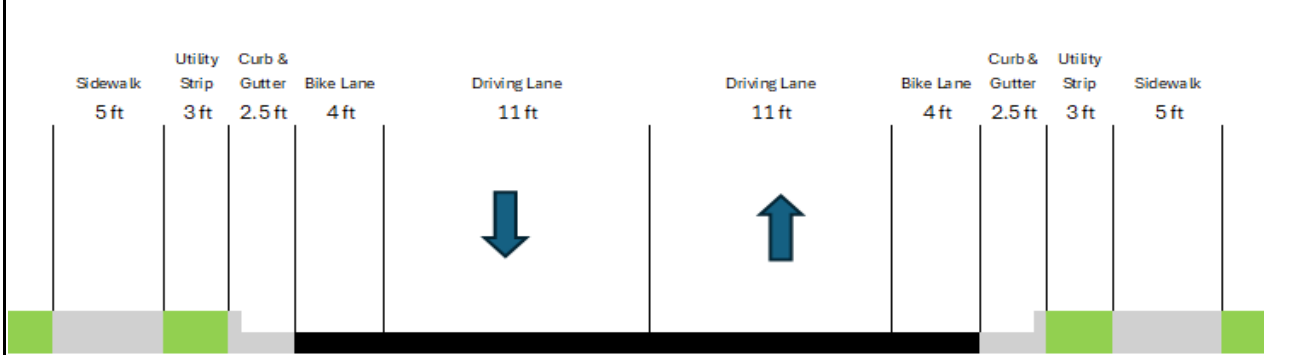 Utility Curb & Curb & Utility
Sidewalk Strip Gutter Bike Lane Driving Lane Driving Lane Bike Lane Gutter Strip Sidewalk
5 ft 3 ft 2.5 ft 4 ft 11 ft 11 ft 4 ft 2.5 ft 3 ft 5 ft